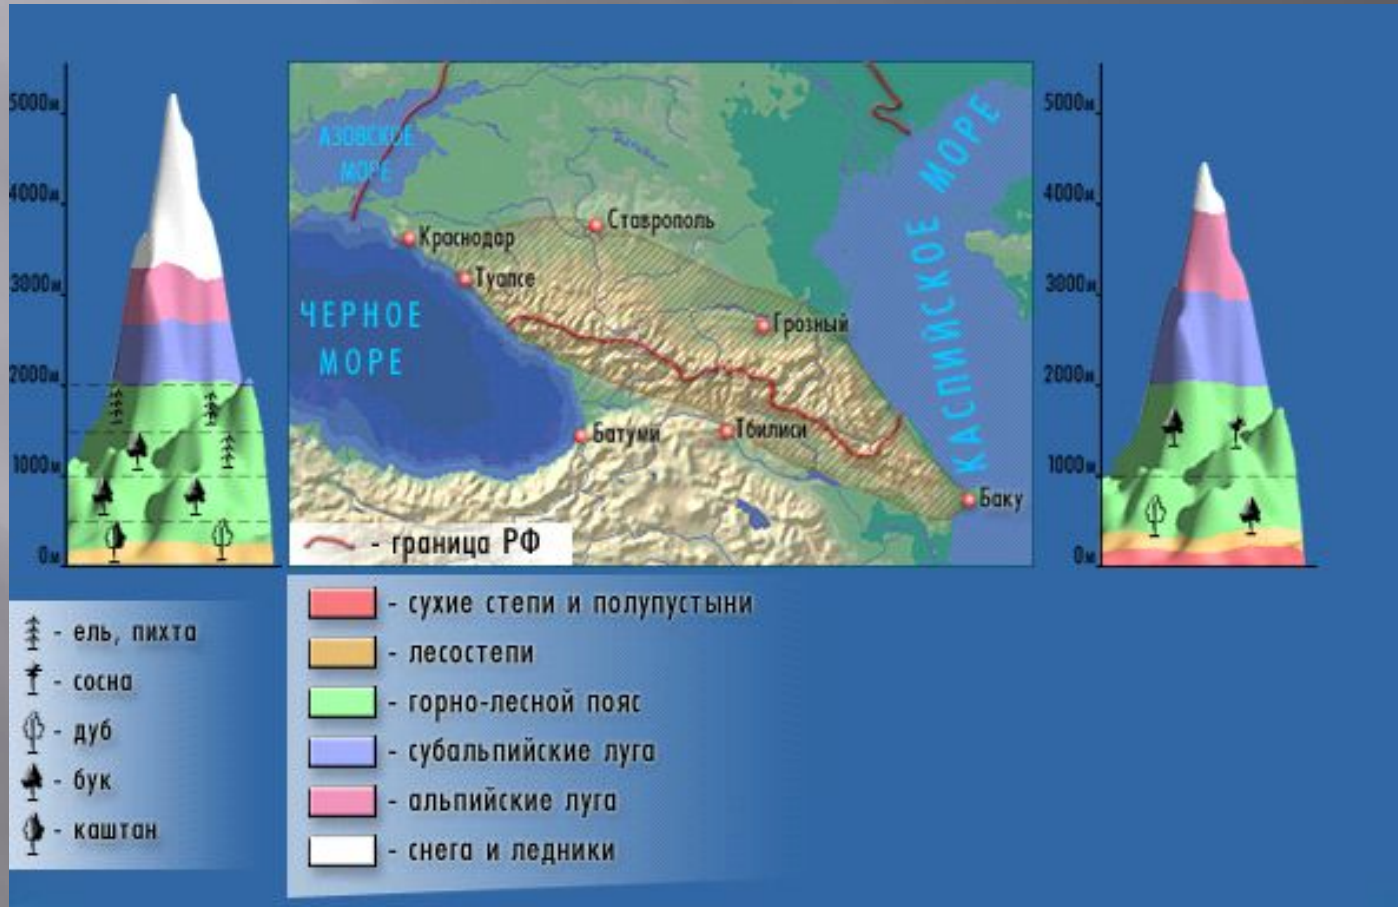 5000м
4000м
3000м
2000м
1000м
0м
АЗОВСКОЕ
МОРЕ
КАСПИЙСКОЕ МОРЕ
Ставрополь
Краснодар
Туапсе
ЧЕРНОЕ
МОРЕ
Грозный
Батуми
Тбилиси
Баку
- граница РФ
5000м
4000м
3000м
2000м
1000м
0м
- ель, пихта
- сосна
- дуб
- бук
- каштан
- сухие степи и полупустыни
- лесостепи
- горно-лесной пояс
- субальпийские луга
- альпийские луга
- снега и ледники